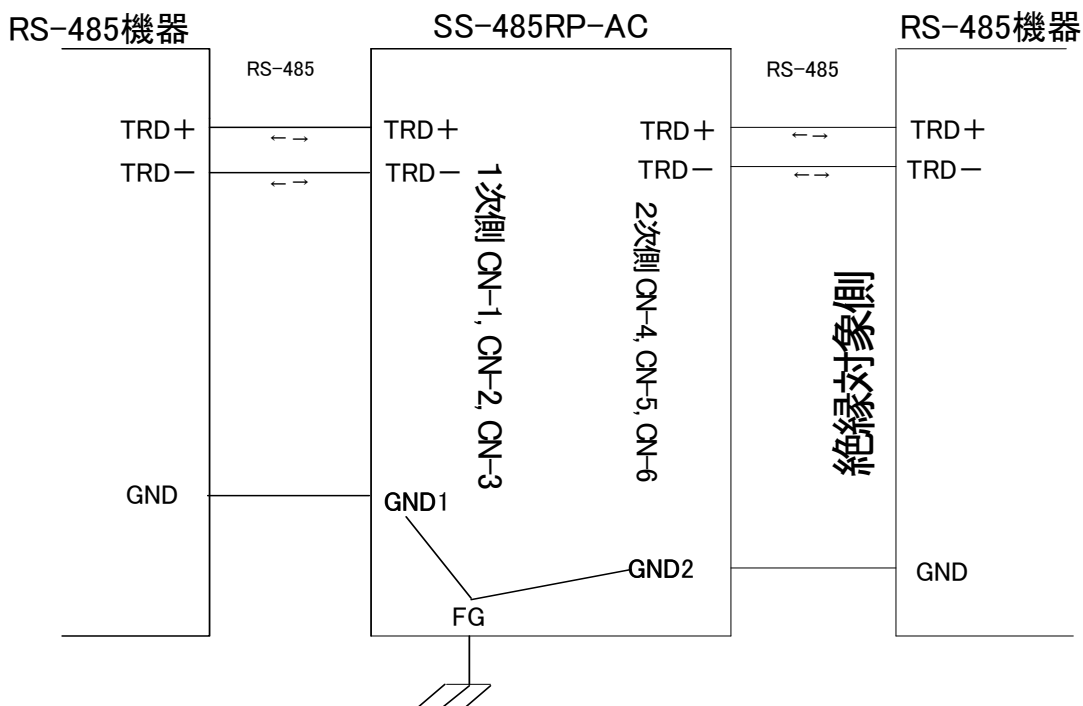 RS-485機器
SS-485RP-AC
RS-485機器
RS-485
RS-485
TRD+
TRD+
TRD+
TRD+
←→
←→
TRD-
TRD-
TRD-
TRD-
←→
←→
1次側 CN-1, CN-2, CN-3
2次側 CN-4, CN-5, CN-6
絶縁対象側
GND
GND1
GND2
GND
FG